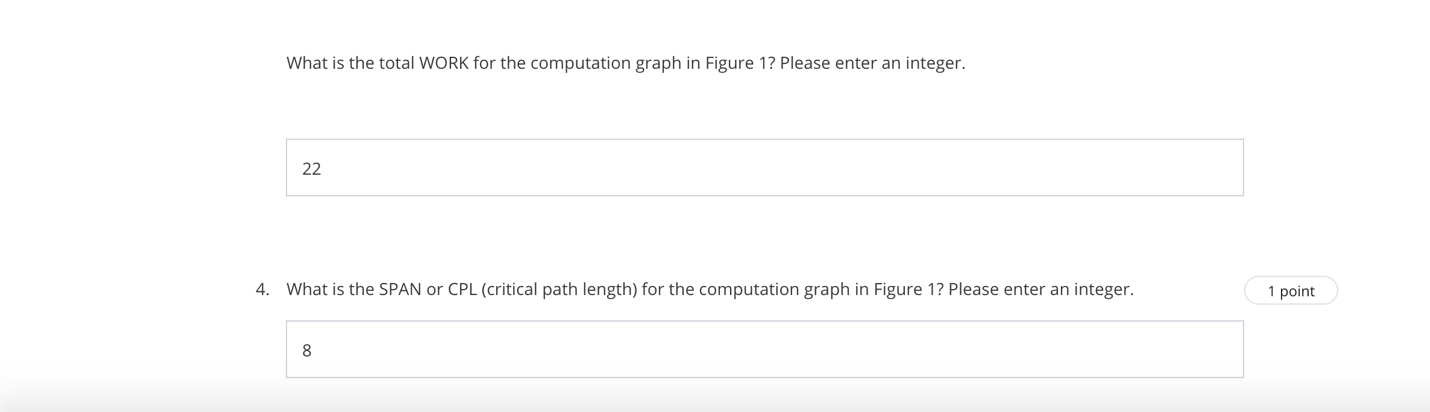 What is the total WORK for the computation graph in Figure 1? Please enter an integer.
22
4. What is the SPAN or CPL (critical path length) for the computation graph in Figure 1? Please enter an integer.
1 point
8